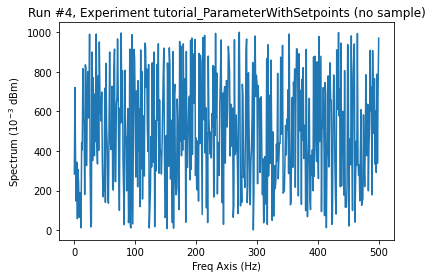 Run #4, Experiment tutorial_ParameterWithSetpoints (no sample)
1000
800
600
400
200
0
Spectrum (10⁻³ dBm)
0 100 200 300 400 500
Freq Axis (Hz)